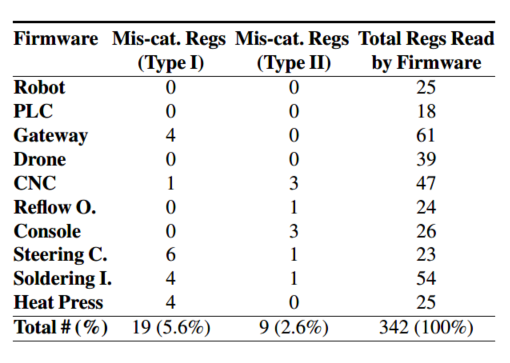 Firmware Mis-cat. Regs Mis-cat. Regs Total Regs Read
(Type I) (Type II) by Firmware
Robot 0 0 25
PLC 0 0 18
Gateway 4 0 61
Drone 0 0 39
CNC 1 3 47
Reflow O. 0 1 24
Console 0 3 26
Steering C. 6 1 23
Soldering I. 4 1 54
Heat Press 4 0 25
Total # (%) 19 (5.6%) 9 (2.6%) 342 (100%)